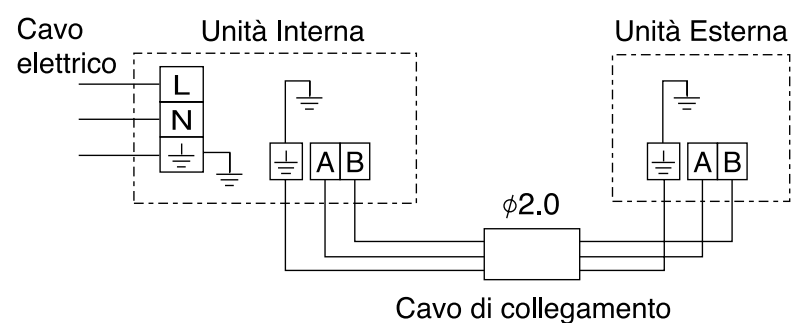 Cavo
elettrico
Unità Interna
Unità Esterna
L
N
A B
A B
ϕ2.0
Cavo di collegamento